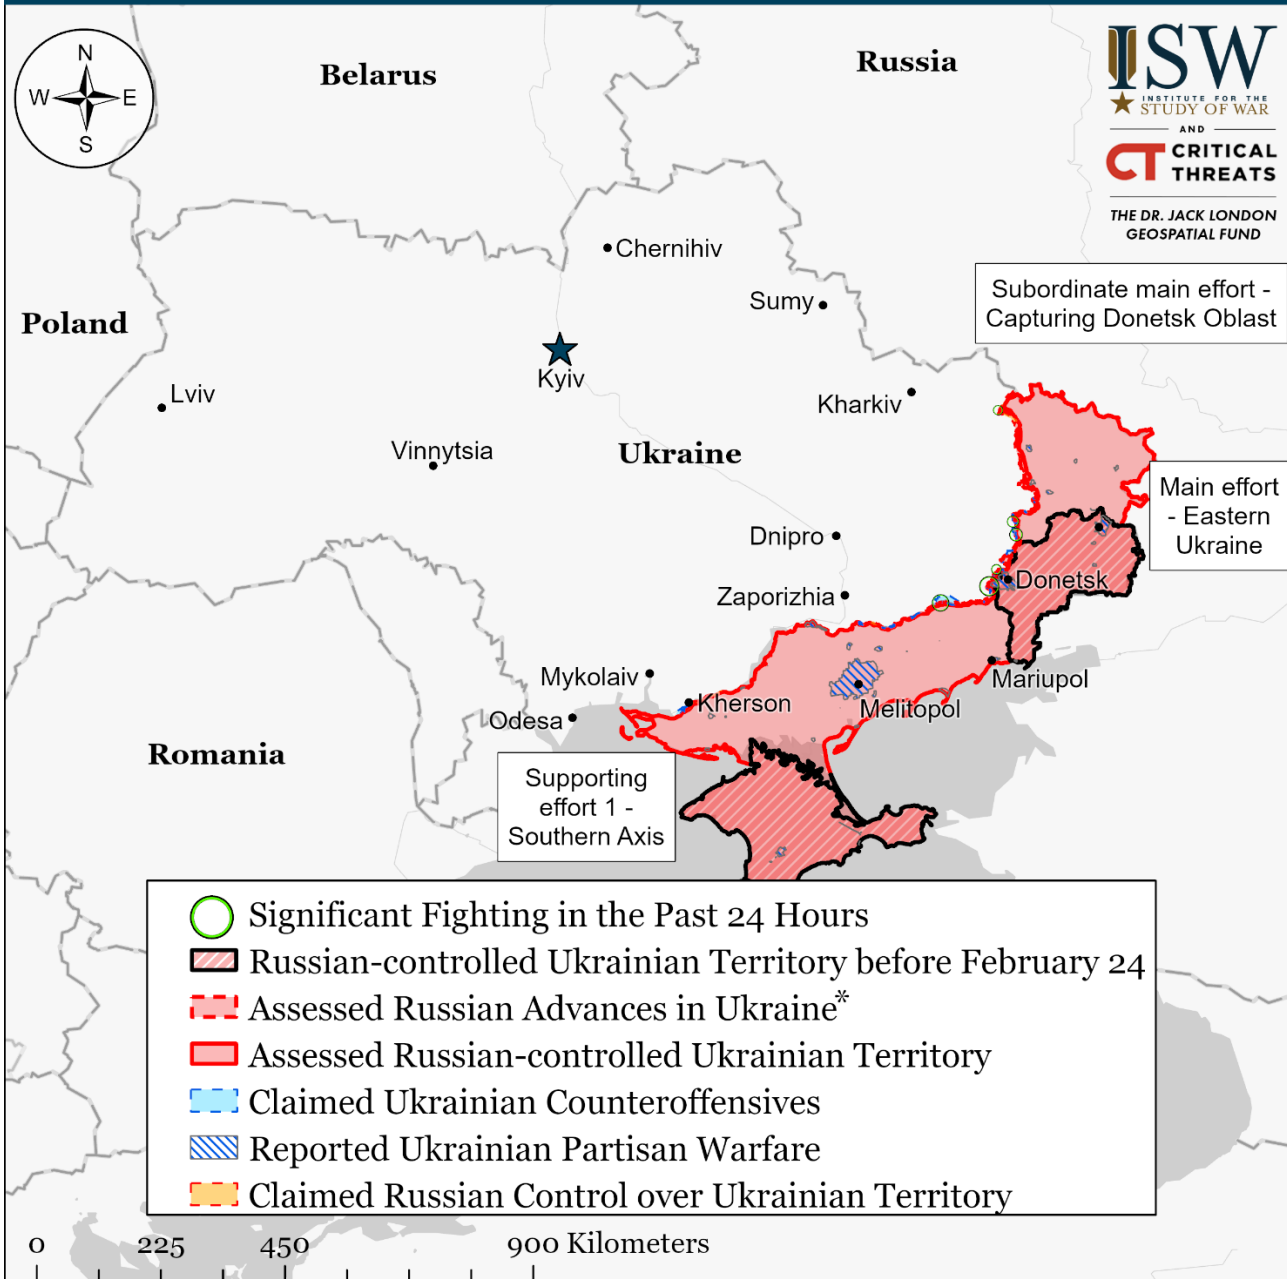 N
W E
S
Belarus
Russia
ISW
INSTITUTE FOR THE
STUDY OF WAR
AND
CT CRITICAL
THREATS
THE DR. JACK LONDON
GEOSPATIAL FUND
Chernihiv
Subordinate main effort -
Capturing Donetsk Oblast
Sumy
Poland
Kyiv
Lviv
Kharkiv
Vinnytsia
Ukraine
Main effort
- Eastern
Ukraine
Dnipro
Donetsk
Zaporizhia
Mykolaiv
Mariupol
Kherson
Melitopol
Odesa
Romania
Supporting
effort 1 -
Southern Axis
Significant Fighting in the Past 24 Hours
Russian-controlled Ukrainian Territory before February 24
Assessed Russian Advances in Ukraine*
Assessed Russian-controlled Ukrainian Territory
Claimed Ukrainian Counteroffensives
Reported Ukrainian Partisan Warfare
Claimed Russian Control over Ukrainian Territory
0 225 450 900 Kilometers